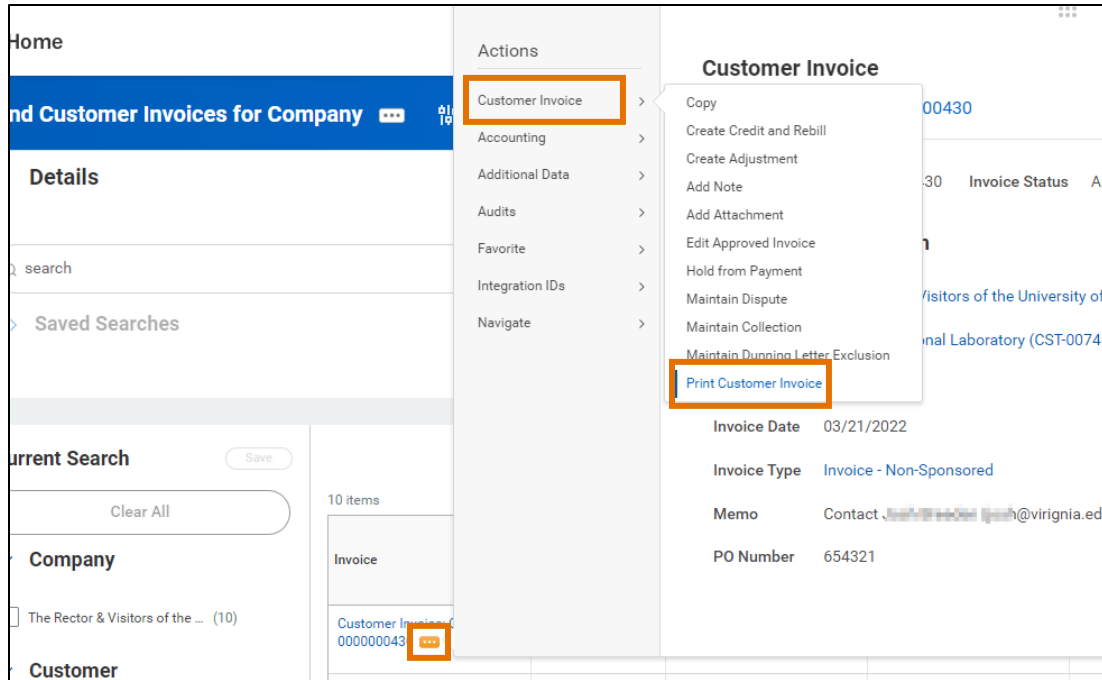 Home
nd Customer Invoices for Company
Details
search
Saved Searches
urrent Search
Save
Clear All
Company
The Rector & Visitors of the ... (10)
Customer
10 items
Invoice
Customer Invoice:
000000043
Actions
Customer Invoice
Accounting
Additional Data
Audits
Favorite
Integration IDs
Navigate
Copy
Create Credit and Rebill
Create Adjustment
Add Note
Add Attachment
Edit Approved Invoice
Hold from Payment
Maintain Dispute
Maintain Collection
Maintain Dunning Letter Exclusion
Print Customer Invoice
Customer Invoice
00430
30 Invoice Status A
n
Visitors of the University of
onal Laboratory (CST-0074
Invoice Date 03/21/2022
Invoice Type Invoice - Non-Sponsored
Memo Contact h@virignia.ed
PO Number 654321